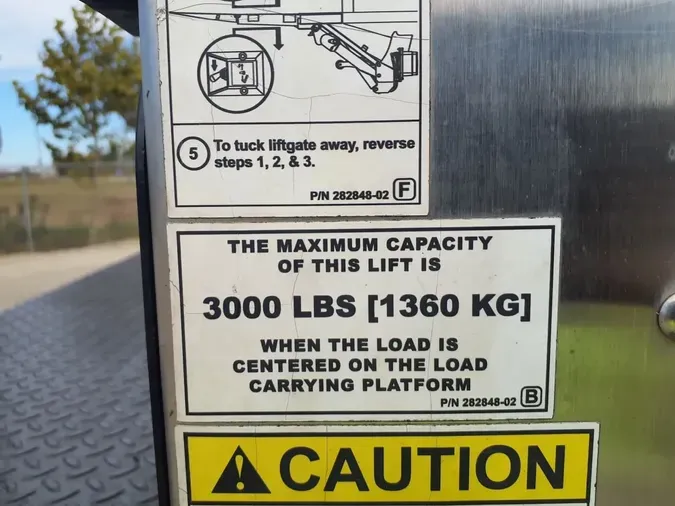 5 To tuck liftgate away, reverse
steps 1, 2, & 3.
P/N 282848-02 F
THE MAXIMUM CAPACITY
OF THIS LIFT IS
3000 LBS [1360 KG]
WHEN THE LOAD IS
CENTERED ON THE LOAD
CARRYING PLATFORM
P/N 282848-02 B
CAUTION